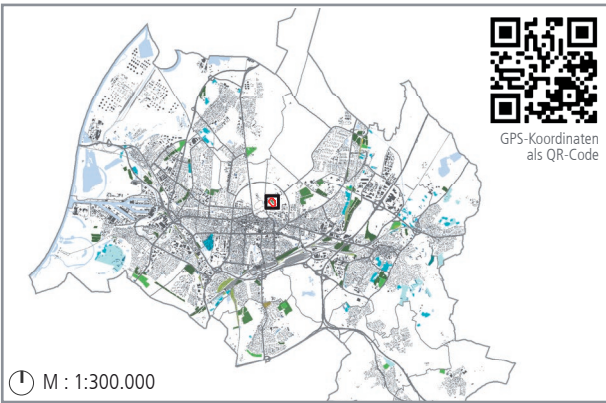 GPS-Koordinaten
als QR-Code
M : 1:300.000